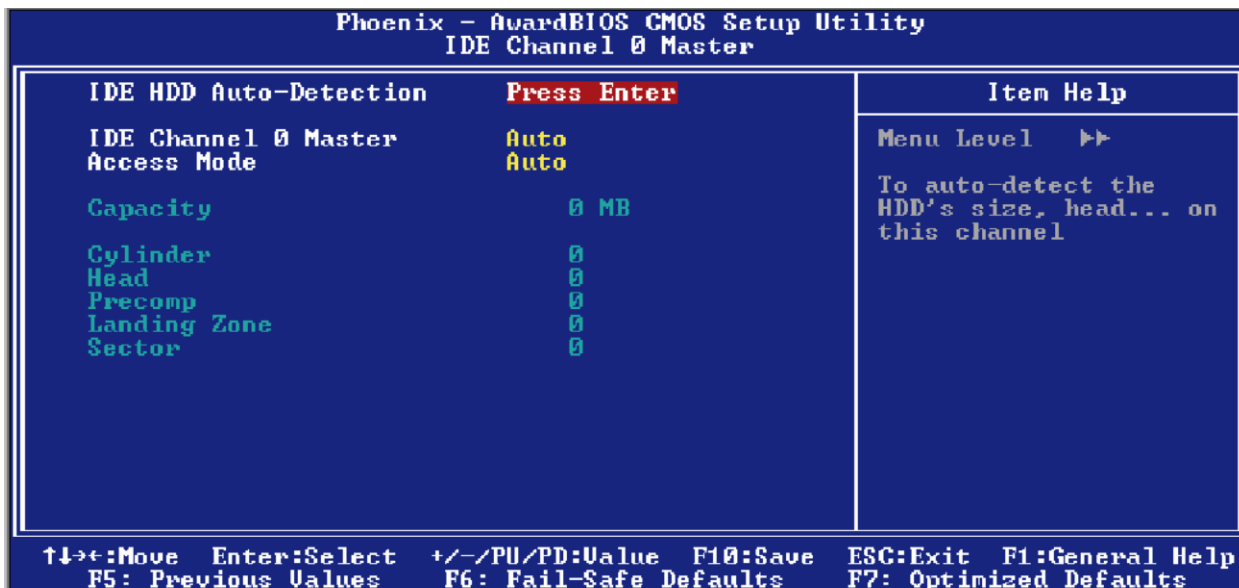 Phoenix - AwardBIOS CMOS Setup Utility
IDE Channel 0 Master
IDE HDD Auto-Detection Press Enter
IDE Channel 0 Master Auto
Access Mode Auto
Capacity 0 MB
Cylinder 0
Head 0
Precomp 0
Landing Zone 0
Sector 0
Item Help
Menu Level ▸▸
To auto-detect the
HDD's size, head... on
this channel
↑↓→←:Move Enter:Select +/-/PU/PD:Value F10:Save ESC:Exit F1:General Help
F5: Previous Values F6: Fail-Safe Defaults F7: Optimized Defaults